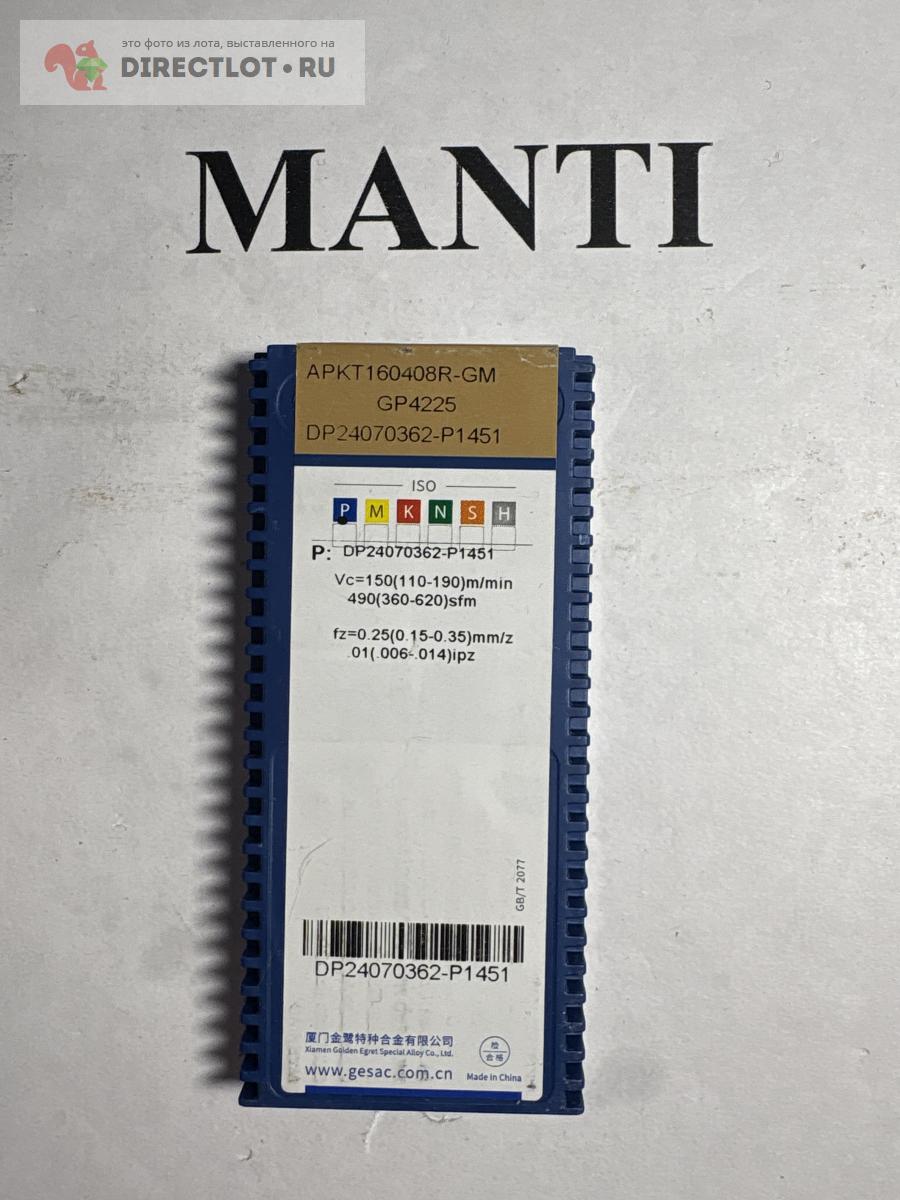 это фото из лота, выставленного на
DIRECTLOT•RU
MANTI
APKT160408R-GM
GP4225
DP24070362-P1451
ISO
P M K N S H
P: DP24070362-P1451
Vc=150(110-190)m/min
490(360-620)sfm
fz=0.25(0.15-0.35)mm/z
.01(.006-.014)ipz
GB/T 2077
DP24070362-P1451
厦门金鹭特种合金有限公司
Xiamen Golden Egret Special Alloy Co., Ltd.
www.gesac.com.cn
检
合格
Made in China